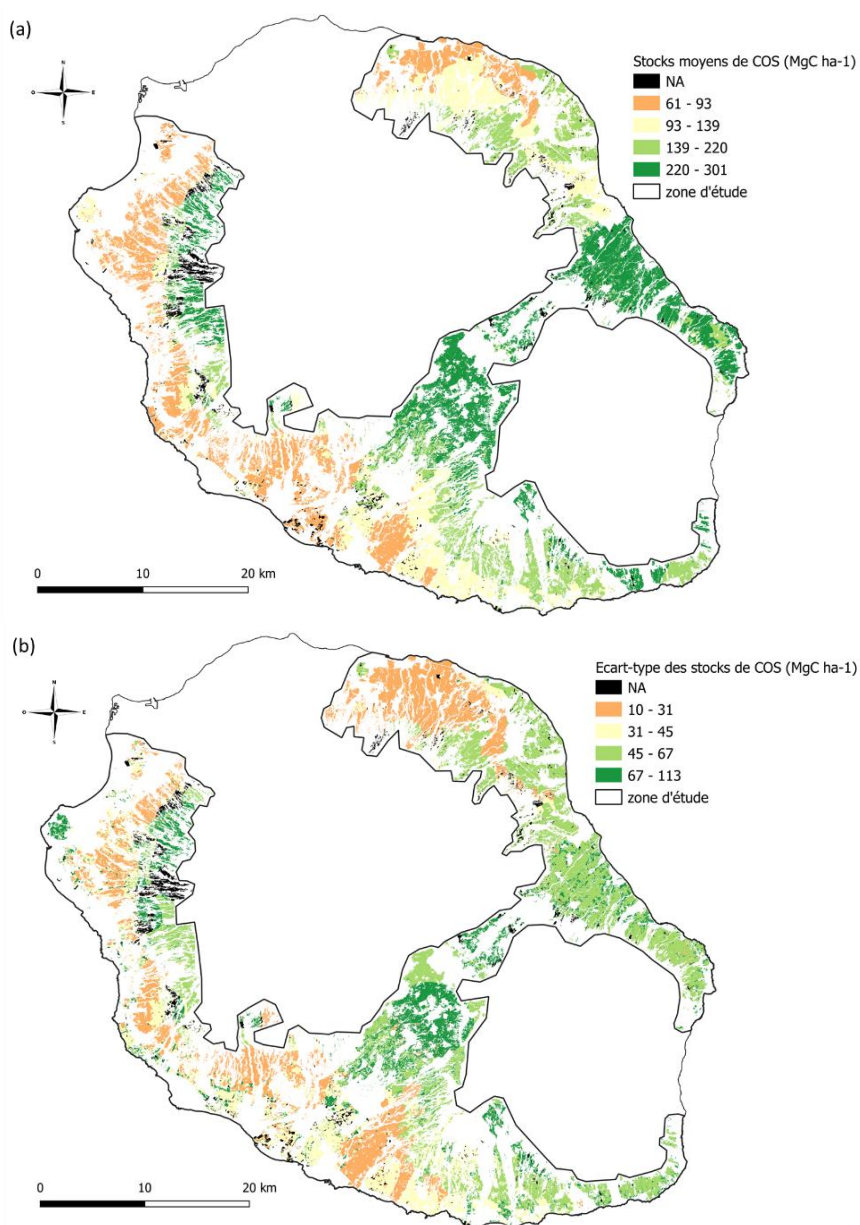 (a)
N
O
E
S
Stocks moyens de COS (MgC ha-1)
NA
61 - 93
93 - 139
139 - 220
220 - 301
zone d'étude
0 10 20 km
(b)
N
O
E
S
Ecart-type des stocks de COS (MgC ha-1)
NA
10 - 31
31 - 45
45 - 67
67 - 113
zone d'étude
0 10 20 km